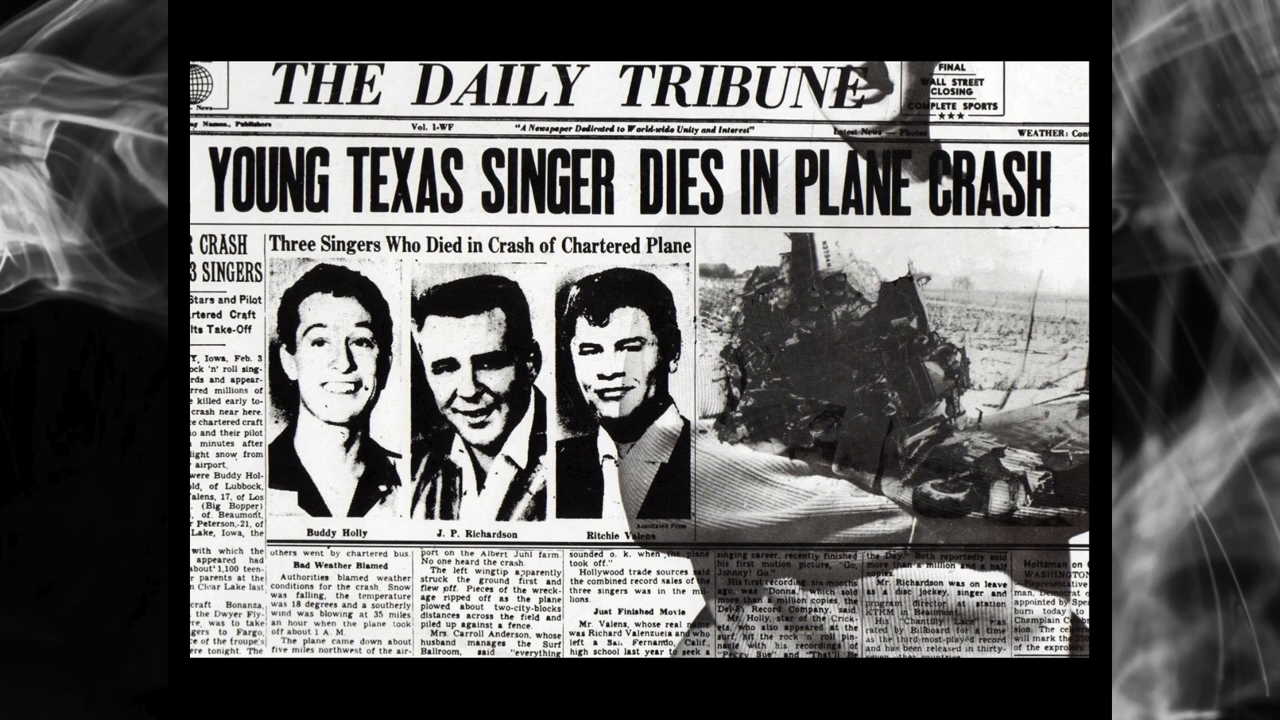 THE DAILY TRIBUNE
News
FINAL
WALL STREET
CLOSING
COMPLETE SPORTS
★★★
Names., Publishers
Vol. 1-WF
"A Newspaper Dedicated to World-wide Unity and Interest"
Latest News — Photos
WEATHER:
YOUNG TEXAS SINGER DIES IN PLANE CRASH
CRASH
3 SINGERS
Stars and Pilot
Craft
Its Take-Off
Iowa, Feb. 3
'n' roll sing-
and appear-
millions of
killed early to-
crash near here.
chartered craft
and their pilot
minutes after
snow from
airport.
were Buddy Hol-
of Lubbock,
17, of Los
(Big Bopper)
of Beaumont,
Peterson, 21, of
Lake, Iowa, the
with which the
appeared had
about 1,100 teen-
parents at the
Clear Lake last
Bonanza,
the Dwyer Fly-
was to take
to Fargo,
of the troupe's
tonight. The
Three Singers Who Died in Crash of Chartered Plane
Buddy Holly
J. P. Richardson
Ritchie Valens
Associated Press
others went by chartered bus.
Bad Weather Blamed
Authorities blamed weather
conditions for the crash. Snow
was falling, the temperature
was 18 degrees and a southerly
wind was blowing at 35 miles
an hour when the plane took
off about 1 A. M.
The plane came down about
five miles northwest of the air-
port on the Albert Juhl farm.
No one heard the crash.
The left wingtip apparently
struck the ground first and
flew off. Pieces of the wreck-
age ripped off as the plane
plowed about two-city-blocks
distances across the field and
piled up against a fence.
Mrs. Carroll Anderson, whose
husband manages the Surf
Ballroom, said "everything
sounded o. k. when the plane
took off."
Hollywood trade sources said
the combined record sales of the
three singers was in the mil-
lions.
Just Finished Movie
Mr. Valens, whose real name
was Richard Valenzuela and who
left a San Fernando, Calif.,
high school last year to seek a
singing career, recently finished
his first motion picture, "Go,
Johnny! Go."
His first recording, six months
ago, was "Donna," which sold
more than a million copies, the
Del-Fi Record Company, said.
Mr. Holly, star of the Crick-
ets, who also appeared at the
surf, hit the rock 'n' roll pin-
nacle with his recordings of
"Peggy Sue" and "That'll Be
the Day." Both reportedly sold
more than a million and a half
copies.
Mr. Richardson was on leave
as a disc jockey, singer and
program director at station
KTRM in Beaumont.
His "Chantilly Lace" was
rated by Billboard for a time
as the third-most-played record
and has been released in thirty-
seven other countries.
Holtzman on
WASHINGTON
man, Democrat of
appointed by
burn today to
Champlain
sion. The
will mark the
of the